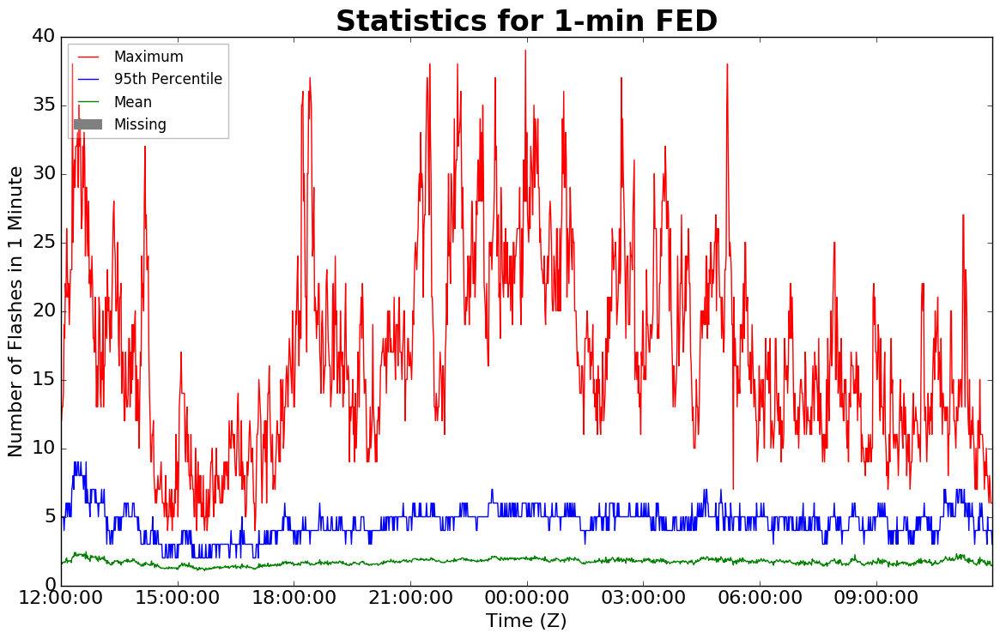 Statistics for 1-min FED
Maximum
95th Percentile
Mean
Missing
Number of Flashes in 1 Minute
40
35
30
25
20
15
10
5
0
12:00:00 15:00:00 18:00:00 21:00:00 00:00:00 03:00:00 06:00:00 09:00:00
Time (Z)